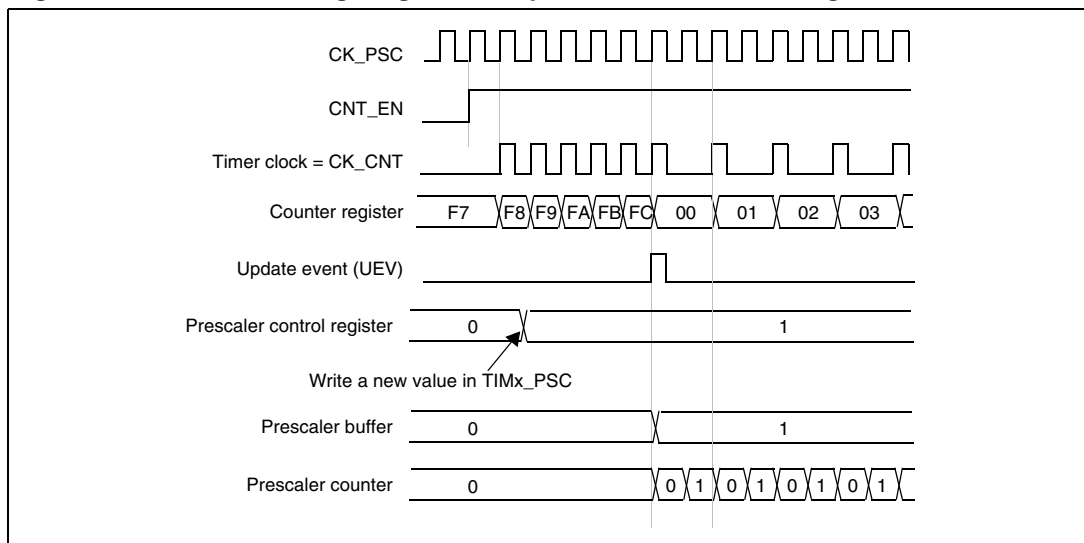 CK_PSC
CNT_EN
Timer clock = CK_CNT
Counter register F7 F8 F9 FA FB FC 00 01 02 03
Update event (UEV)
Prescaler control register 0 1
Write a new value in TIMx_PSC
Prescaler buffer 0 1
Prescaler counter 0 0 1 0 1 0 1 0 1